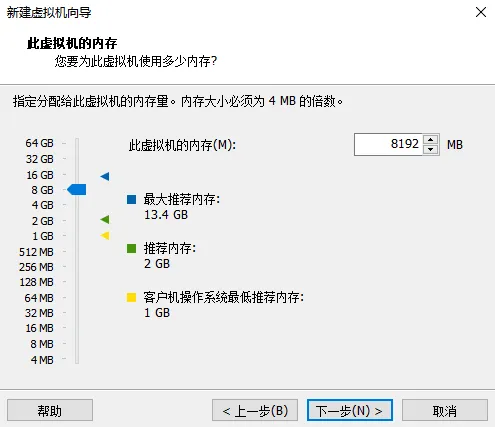 新建虚拟机向导
此虚拟机的内存
您要为此虚拟机使用多少内存?
指定分配给此虚拟机的内存量。内存大小必须为 4 MB 的倍数。
64 GB
32 GB
16 GB
8 GB
4 GB
2 GB
1 GB
512 MB
256 MB
128 MB
64 MB
32 MB
16 MB
8 MB
4 MB
此虚拟机的内存(M):
8192 MB
最大推荐内存:
13.4 GB
推荐内存:
2 GB
客户机操作系统最低推荐内存:
1 GB
帮助
< 上一步(B)
下一步(N) >
取消